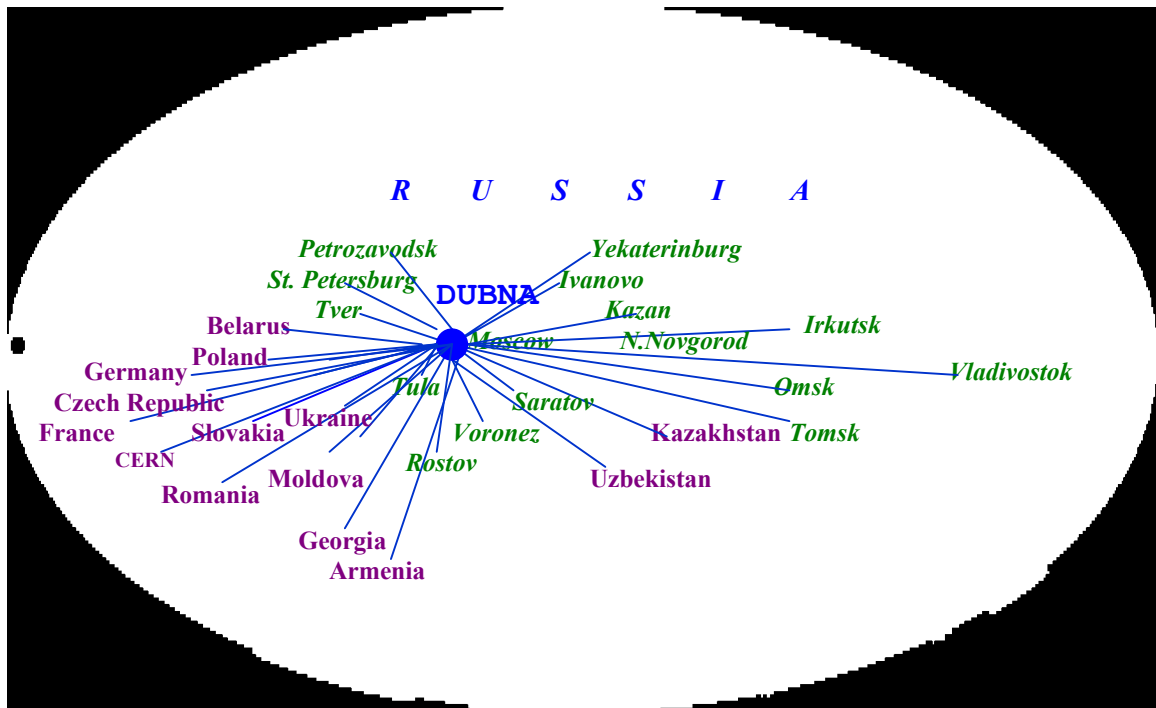 R U S S I A
Petrozavodsk
Yekaterinburg
St. Petersburg
Ivanovo
DUBNA
Tver
Kazan
Belarus
Irkutsk
Moscow
N.Novgorod
Poland
Germany
Vladivostok
Tula
Omsk
Czech Republic
Saratov
Ukraine
France
Slovakia
Voronez
Kazakhstan
Tomsk
CERN
Rostov
Moldova
Uzbekistan
Romania
Georgia
Armenia